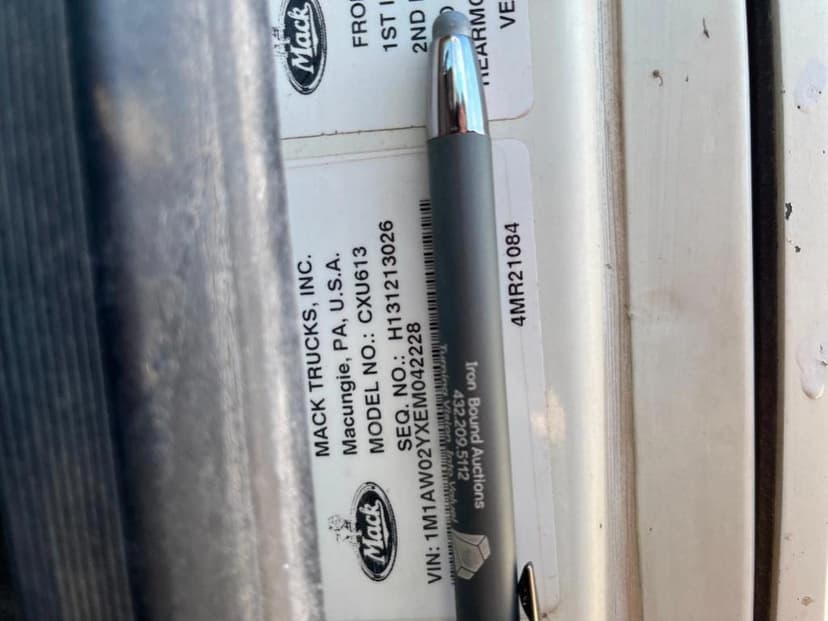 Mack
FRO
1ST I
2ND
REARMO
VE
MACK TRUCKS, INC.
Macungie, PA, U.S.A.
MODEL NO.: CXU613
SEQ. NO.: H131213026
VIN: 1M1AW02YXEM042228
Mack
4MR21084
Iron Bound Auctions
432.209.5112